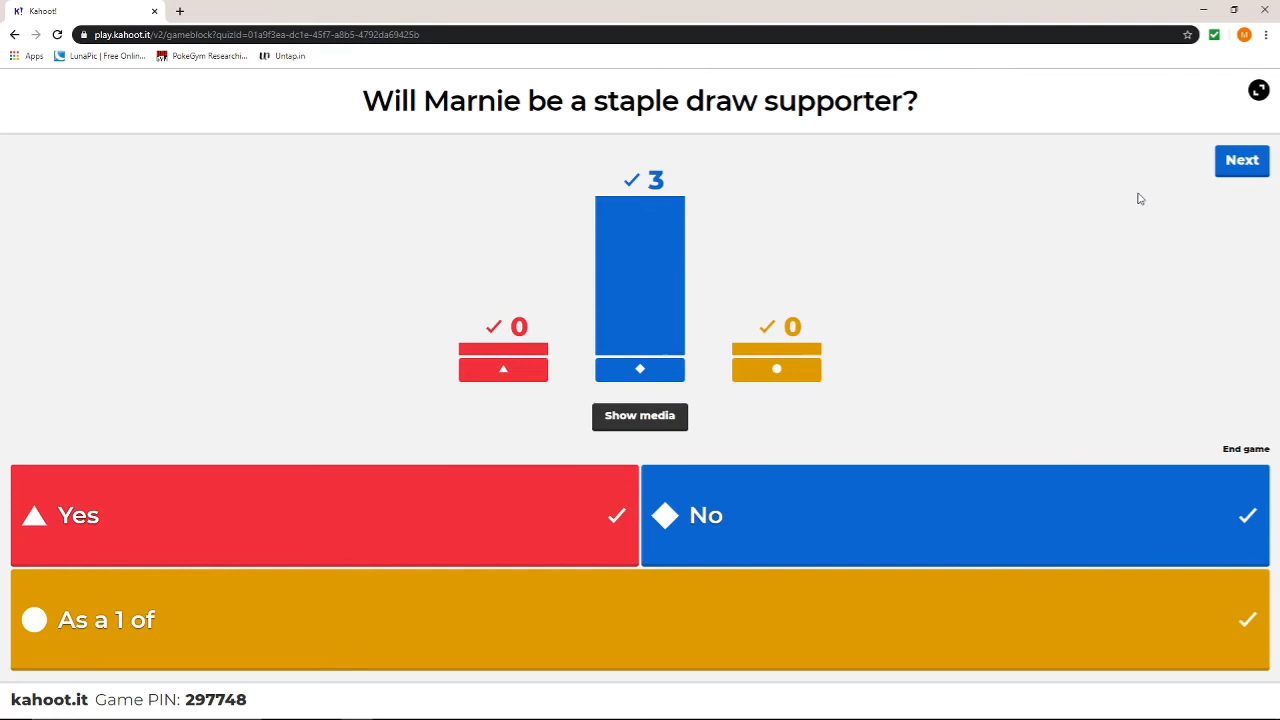 K! Kahoot!
play.kahoot.it/v2/gameblock?quizId=01a9f3ea-dc1e-45f7-a8b5-4792da69425b
M
Apps LunaPic | Free Onlin... PokeGym Researchi... Untap.in
Will Marnie be a staple draw supporter?
Next
3
0
0
Show media
End game
Yes
No
As a 1 of
kahoot.it Game PIN: 297748